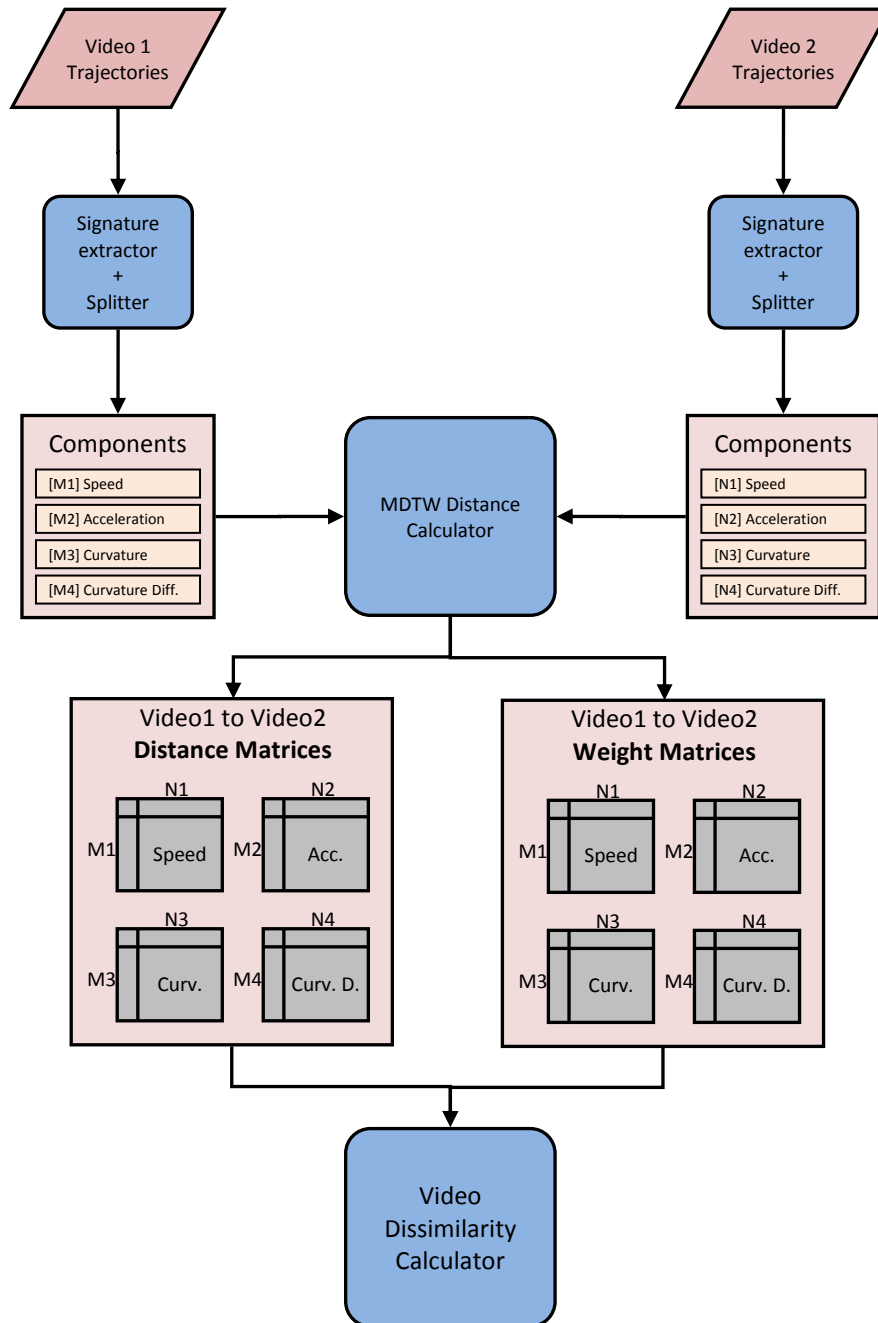 Video 1
Trajectories
Video 2
Trajectories
Signature
extractor
+
Splitter
Signature
extractor
+
Splitter
Components
[M1] Speed
[M2] Acceleration
[M3] Curvature
[M4] Curvature Diff.
MDTW Distance
Calculator
Components
[N1] Speed
[N2] Acceleration
[N3] Curvature
[N4] Curvature Diff.
Video1 to Video2
Distance Matrices
N1
N2
M1
Speed
M2
Acc.
N3
N4
M3
Curv.
M4
Curv. D.
Video1 to Video2
Weight Matrices
N1
N2
M1
Speed
M2
Acc.
N3
N4
M3
Curv.
M4
Curv. D.
Video
Dissimilarity
Calculator